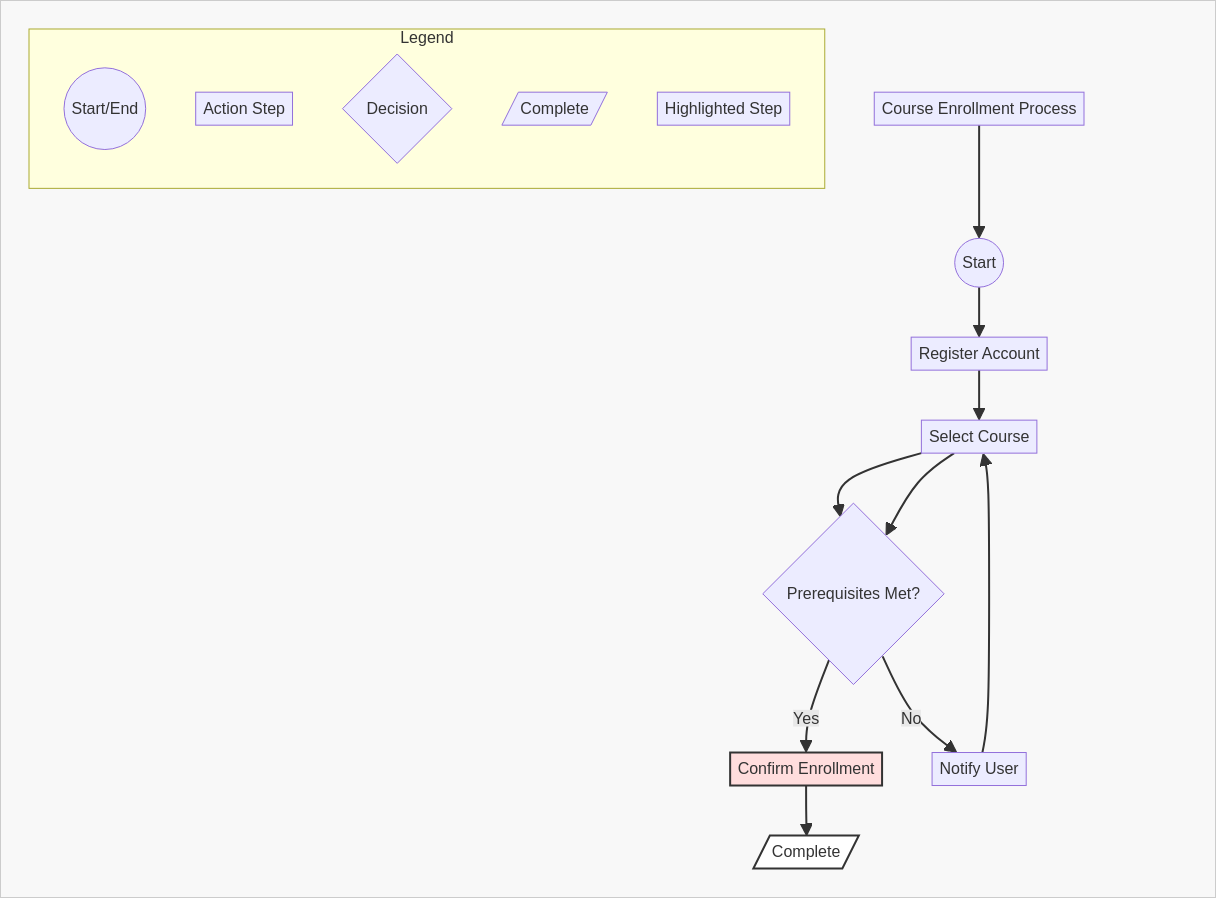 Legend
Start/End
Action Step
Decision
Complete
Highlighted Step
Course Enrollment Process
Start
Register Account
Select Course
Prerequisites Met?
Yes
No
Confirm Enrollment
Notify User
Complete